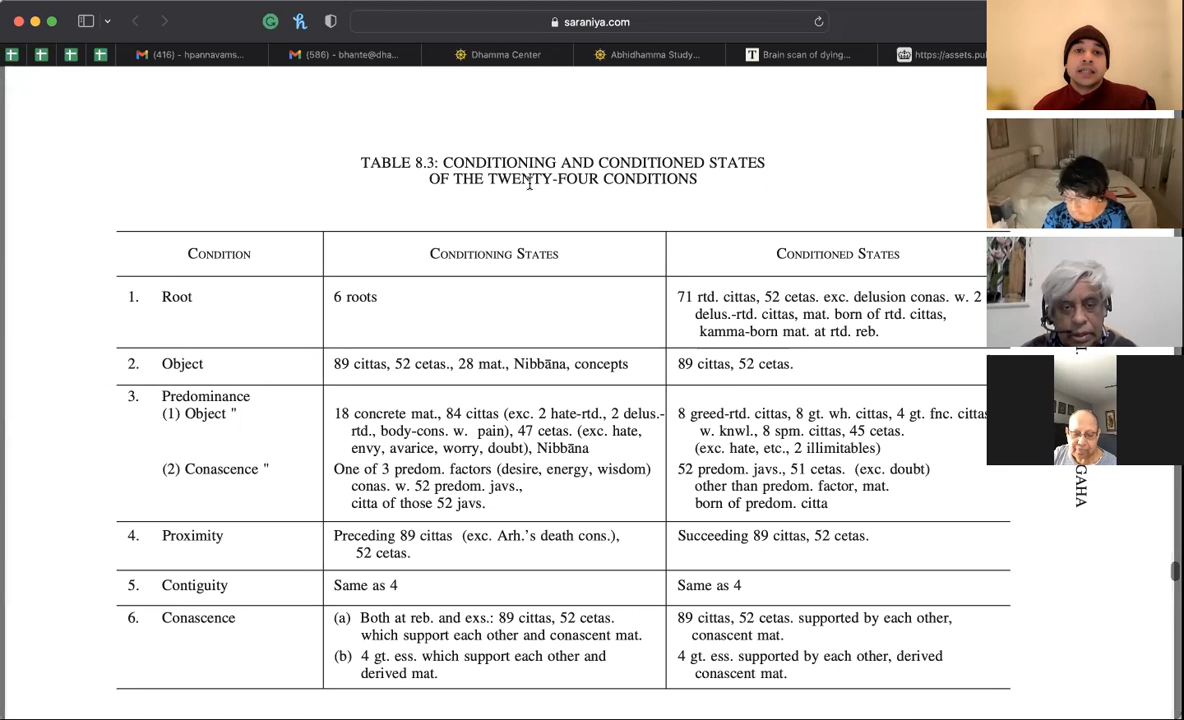 saraniya.com
(416) - hpannavams...
(586) - bhante@dha...
Dhamma Center
Abhidhamma Study...
T Brain scan of dying...
https://assets.pu
TABLE 8.3: CONDITIONING AND CONDITIONED STATES
OF THE TWENTY-FOUR CONDITIONS
CONDITION CONDITIONING STATES CONDITIONED STATES
1. Root 6 roots 71 rtd. cittas, 52 cetas. exc. delusion conas. w. 2
delus.-rtd. cittas, mat. born of rtd. cittas,
kamma-born mat. at rtd. reb.
2. Object 89 cittas, 52 cetas., 28 mat., Nibbāna, concepts 89 cittas, 52 cetas.
3. Predominance
(1) Object " 18 concrete mat., 84 cittas (exc. 2 hate-rtd., 2 delus.- 8 greed-rtd. cittas, 8 gt. wh. cittas, 4 gt. fnc. cittas
rtd., body-cons. w. pain), 47 cetas. (exc. hate, w. knwl., 8 spm. cittas, 45 cetas.
envy, avarice, worry, doubt), Nibbāna (exc. hate, etc., 2 illimitables)
(2) Conascence " One of 3 predom. factors (desire, energy, wisdom) 52 predom. javs., 51 cetas. (exc. doubt)
conas. w. 52 predom. javs., other than predom. factor, mat.
citta of those 52 javs. born of predom. citta
4. Proximity Preceding 89 cittas (exc. Arh.'s death cons.), Succeeding 89 cittas, 52 cetas.
52 cetas.
5. Contiguity Same as 4 Same as 4
6. Conascence (a) Both at reb. and exs.: 89 cittas, 52 cetas. 89 cittas, 52 cetas. supported by each other,
which support each other and conascent mat. conascent mat.
(b) 4 gt. ess. which support each other and 4 gt. ess. supported by each other, derived
derived mat. conascent mat.
GAHA